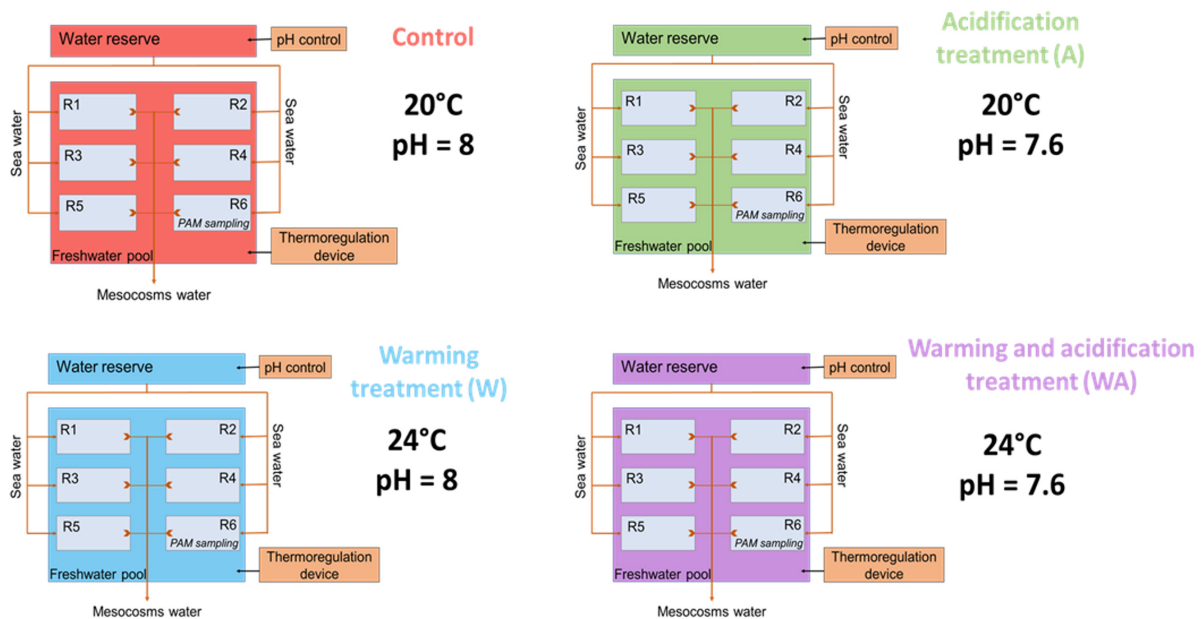 Water reserve
pH control
Control
Sea water
Sea water
R1
R2
20°C
pH = 8
R3
R4
R5
R6
PAM sampling
Freshwater pool
Thermoregulation
device
Mesocosms water
Water reserve
pH control
Acidification
treatment (A)
Sea water
Sea water
R1
R2
20°C
pH = 7.6
R3
R4
R5
R6
PAM sampling
Freshwater pool
Thermoregulation
device
Mesocosms water
Water reserve
pH control
Warming
treatment (W)
Sea water
Sea water
R1
R2
24°C
pH = 8
R3
R4
R5
R6
PAM sampling
Freshwater pool
Thermoregulation
device
Mesocosms water
Water reserve
pH control
Warming and acidification
treatment (WA)
Sea water
Sea water
R1
R2
24°C
pH = 7.6
R3
R4
R5
R6
PAM sampling
Freshwater pool
Thermoregulation
device
Mesocosms water